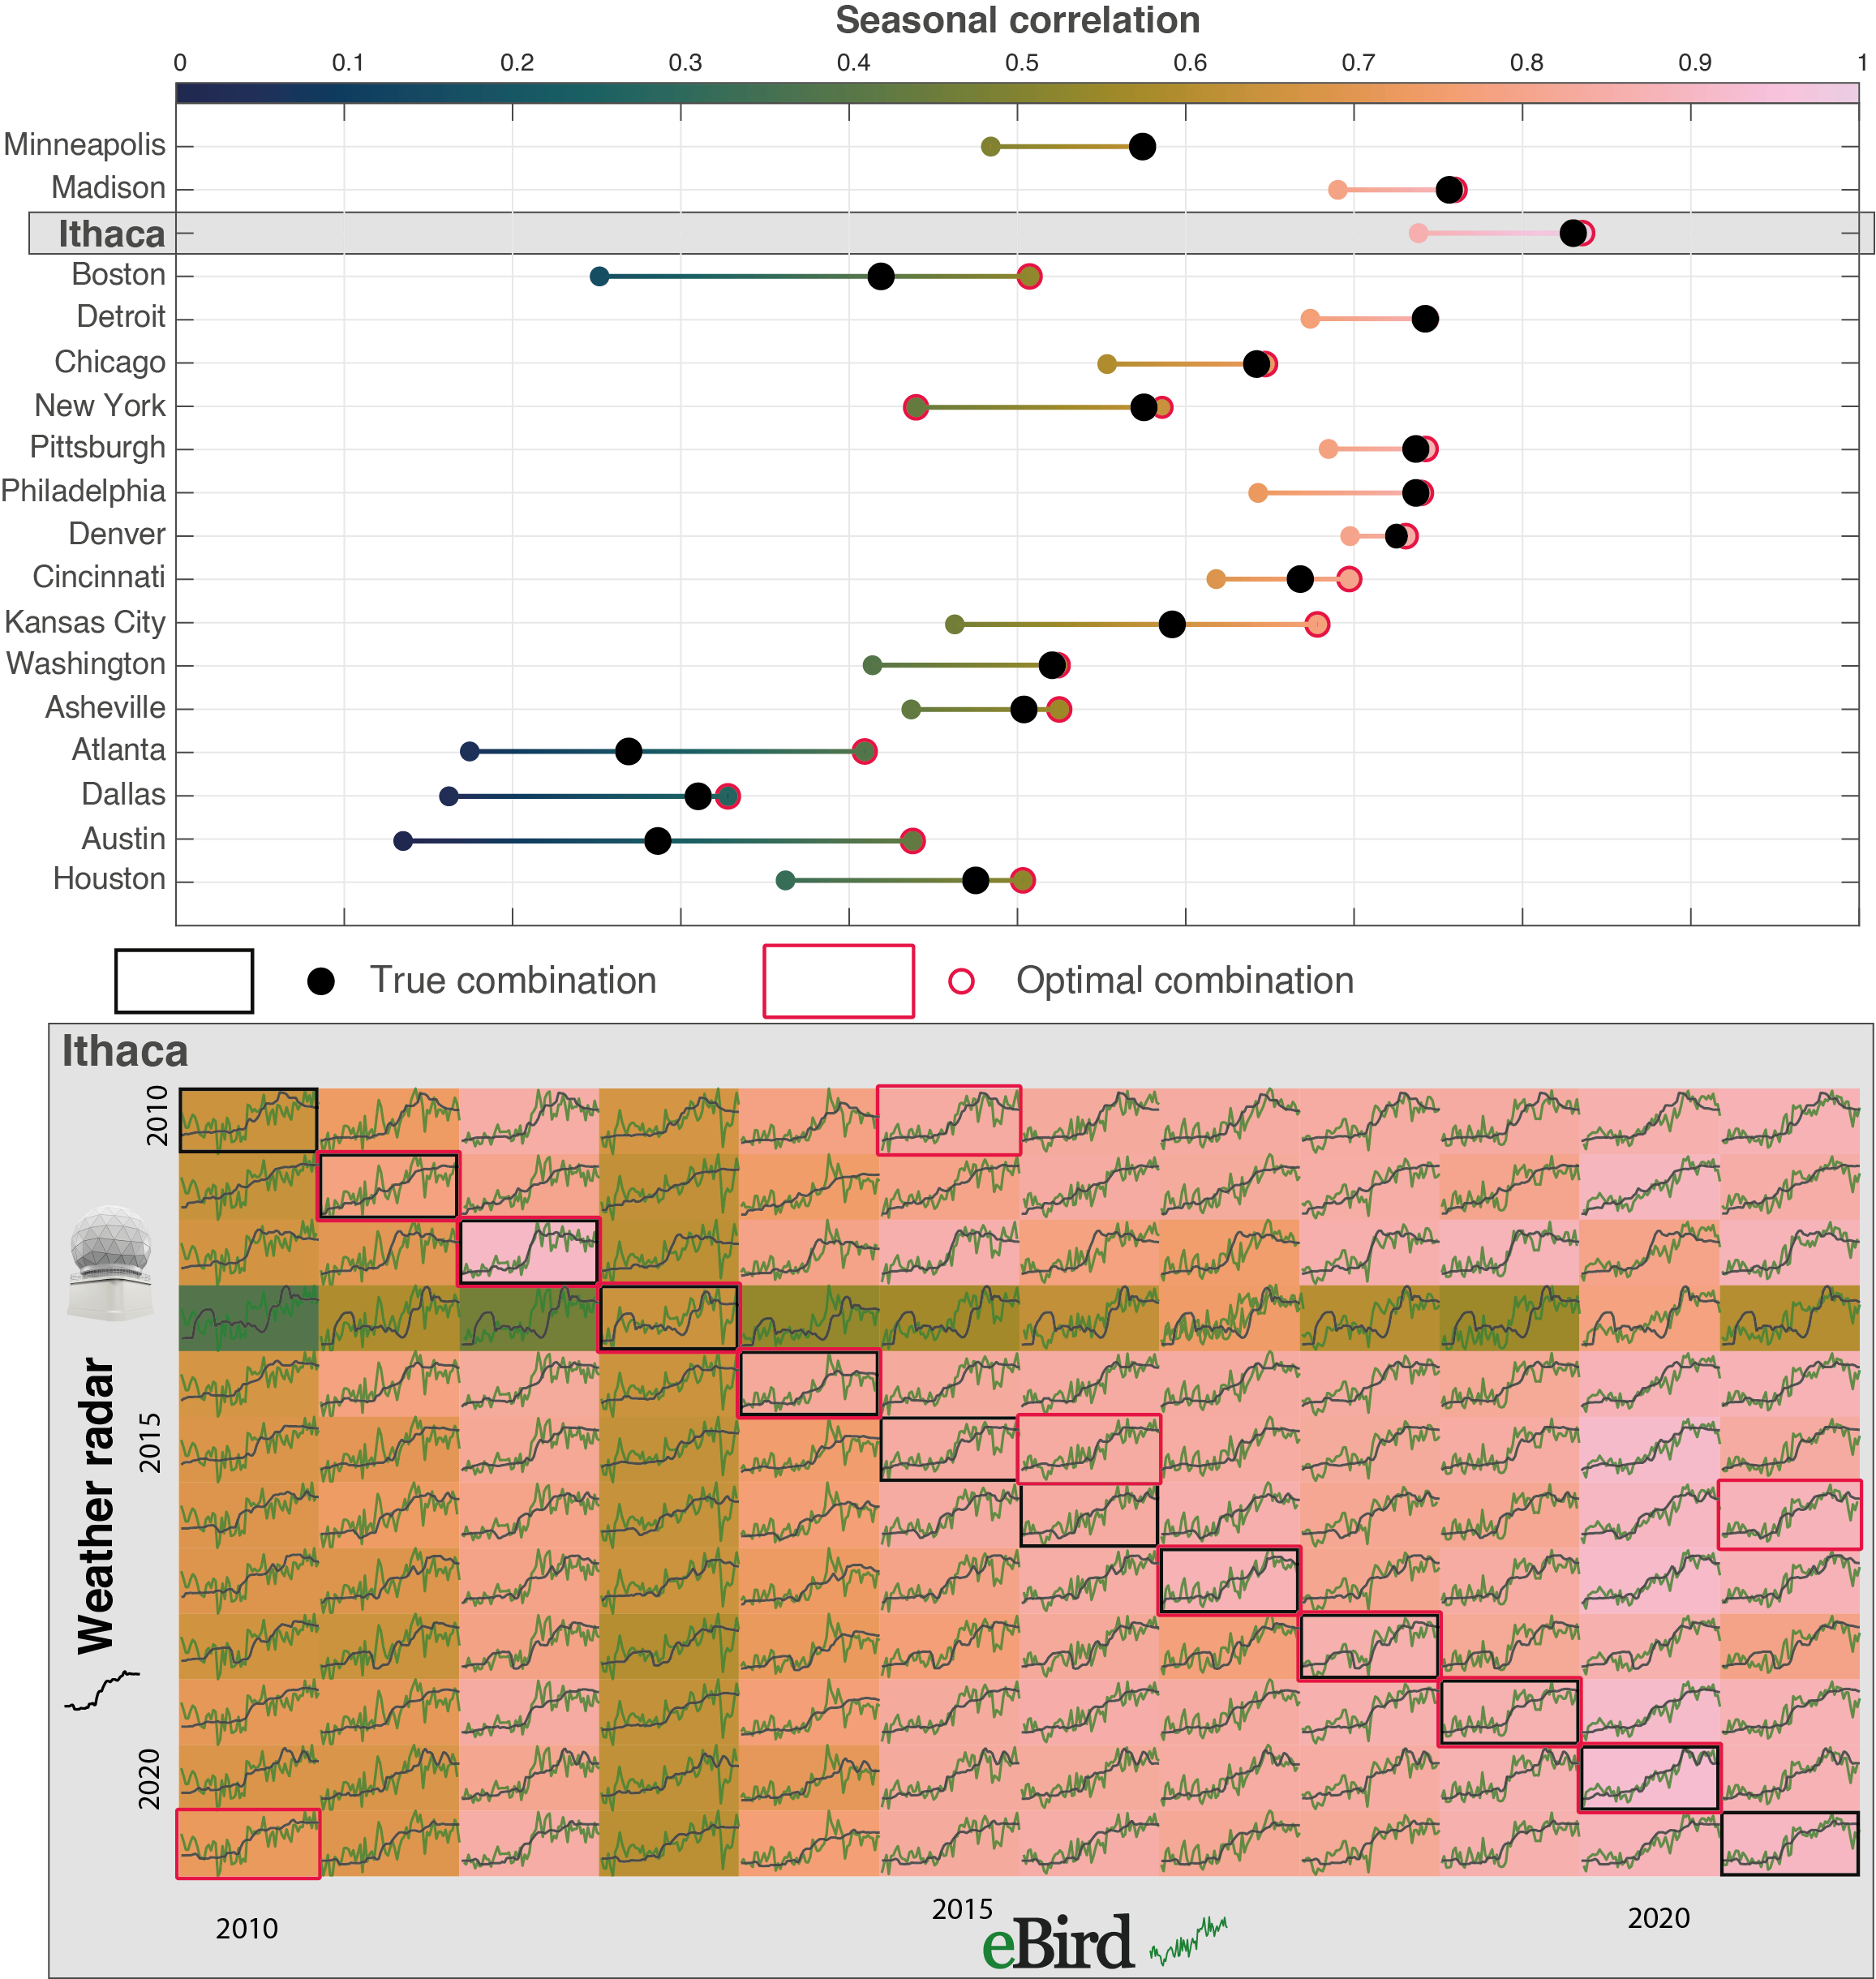 Seasonal correlation
0 0.1 0.2 0.3 0.4 0.5 0.6 0.7 0.8 0.9 1
Minneapolis
Madison
Ithaca
Boston
Detroit
Chicago
New York
Pittsburgh
Philadelphia
Denver
Cincinnati
Kansas City
Washington
Asheville
Atlanta
Dallas
Austin
Houston
True combination Optimal combination
Ithaca
2010
2015
2020
Weather radar
2010 2015 2020
eBird